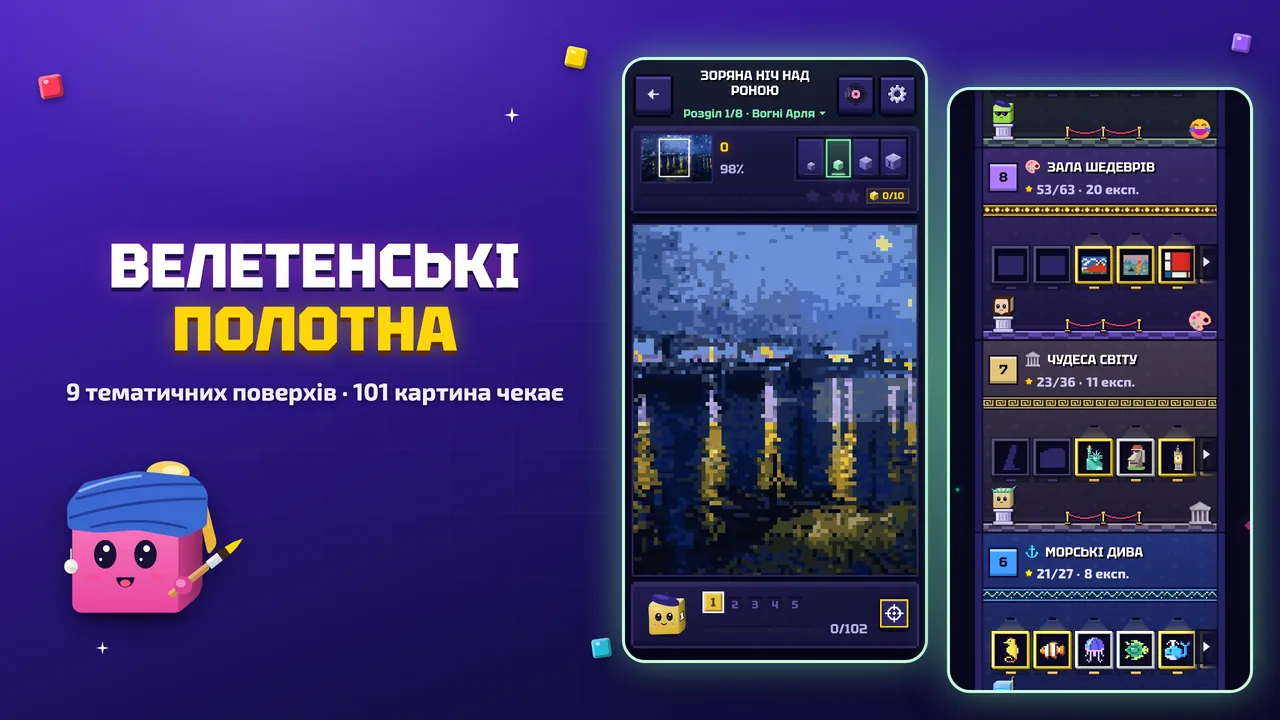 ВЕЛЕТЕНСЬКІ
ПОЛОТНА
9 тематичних поверхів · 101 картина чекає
ЗОРЯНА НІЧ НАД
РОНОЮ
Розділ 1/8 · Вогні Арля
0
98%
0/10
1 2 3 4 5
0/102
8
ЗАЛА ШЕДЕВРІВ
53/63 · 20 експ.
7
ЧУДЕСА СВІТУ
23/36 · 11 експ.
6
МОРСЬКІ ДИВА
21/27 · 8 експ.